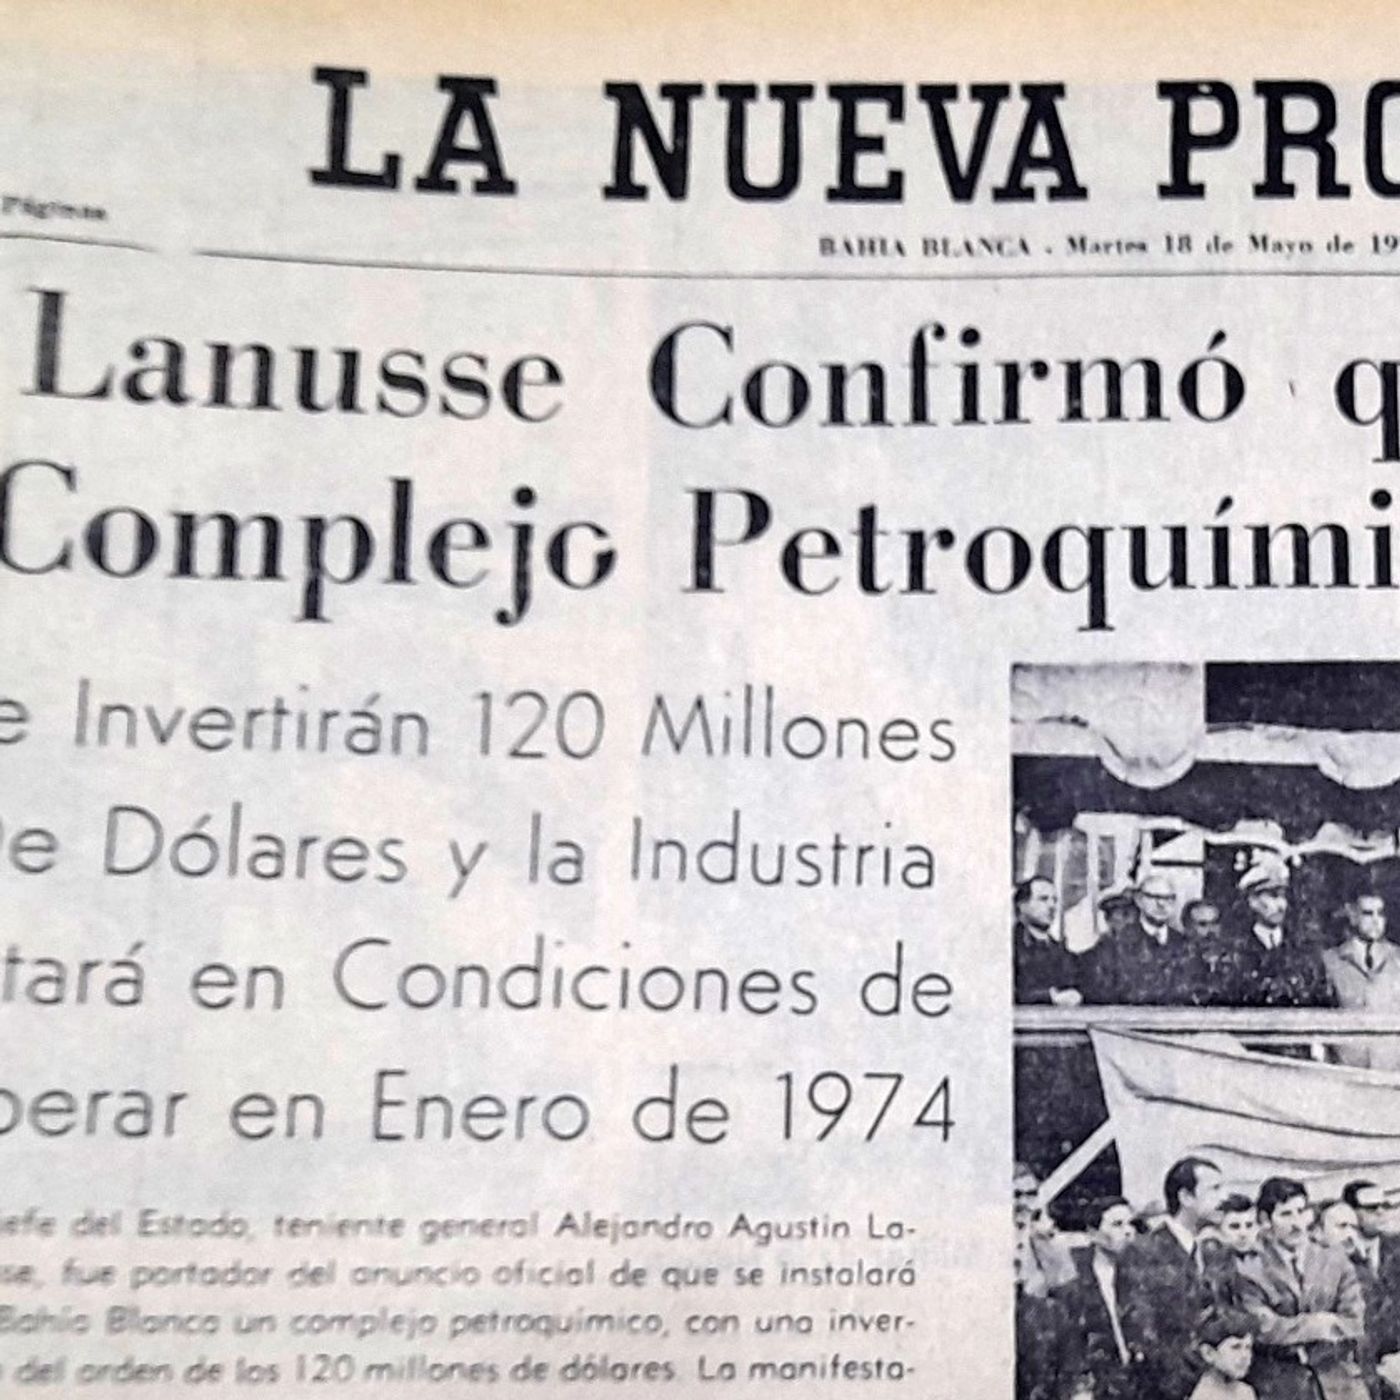 LA NUEVA PRO
Páginas
BAHIA BLANCA . Martes 18 de Mayo de 19
Lanusse Confirmó q
Complejo Petroquími
e Invertirán 120 Millones
De Dólares y la Industria
tará en Condiciones de
perar en Enero de 1974
efe del Estado, teniente general Alejandro Agustín La-
se, fue portador del anuncio oficial de que se instalará
Bahía Blanca un complejo petroquímico, con una inver-
del orden de los 120 millones de dólares. La manifesta-